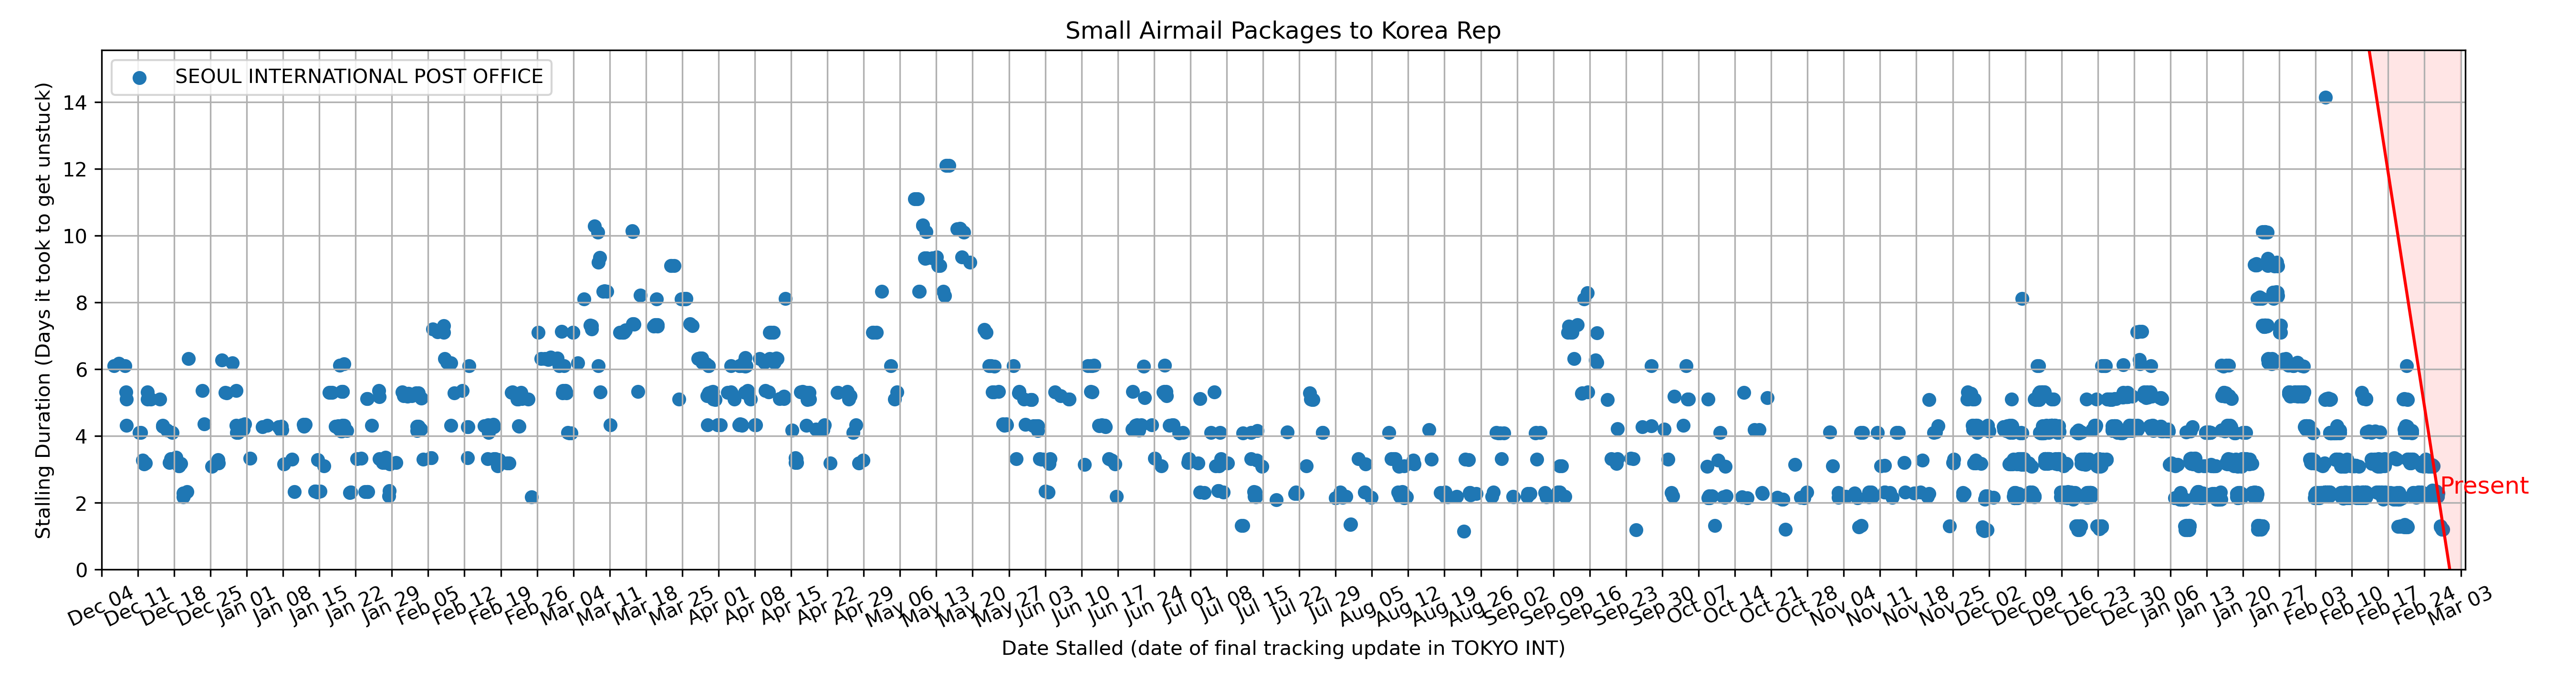 Small Airmail Packages to Korea Rep
SEOUL INTERNATIONAL POST OFFICE
Stalling Duration (Days it took to get unstuck)
14
12
10
8
6
4
2
0
Present
Dec 04 Dec 11 Dec 18 Dec 25 Jan 01 Jan 08 Jan 15 Jan 22 Jan 29 Feb 05 Feb 12 Feb 19 Feb 26 Mar 04 Mar 11 Mar 18 Mar 25 Apr 01 Apr 08 Apr 15 Apr 22 Apr 29 May 06 May 13 May 20 May 27 Jun 03 Jun 10 Jun 17 Jun 24 Jul 01 Jul 08 Jul 15 Jul 22 Jul 29 Aug 05 Aug 12 Aug 19 Aug 26 Sep 02 Sep 09 Sep 16 Sep 23 Sep 30 Oct 07 Oct 14 Oct 21 Oct 28 Nov 04 Nov 11 Nov 18 Nov 25 Dec 02 Dec 09 Dec 16 Dec 23 Dec 30 Jan 06 Jan 13 Jan 20 Jan 27 Feb 03 Feb 10 Feb 17 Feb 24 Mar 03
Date Stalled (date of final tracking update in TOKYO INT)